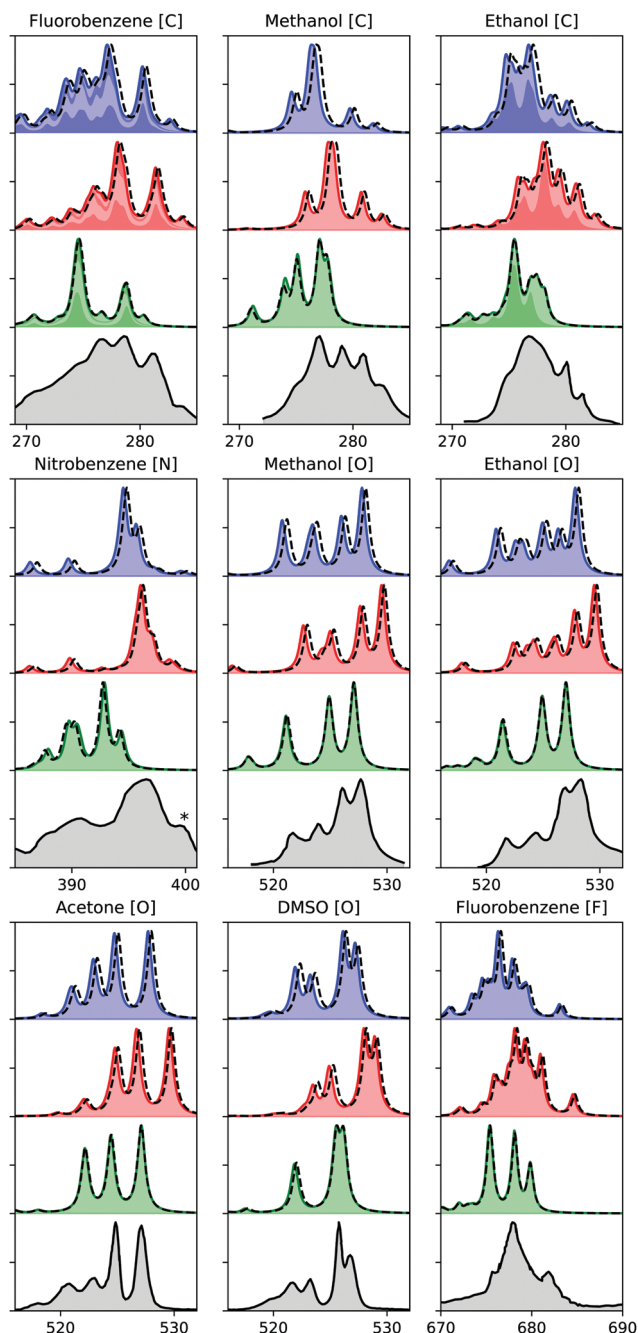 Fluorobenzene [C] Methanol [C] Ethanol [C]
270 280 270 280 270 280
Nitrobenzene [N] Methanol [O] Ethanol [O]
*
390 400 520 530 520 530
Acetone [O] DMSO [O] Fluorobenzene [F]
520 530 520 530 670 680 690